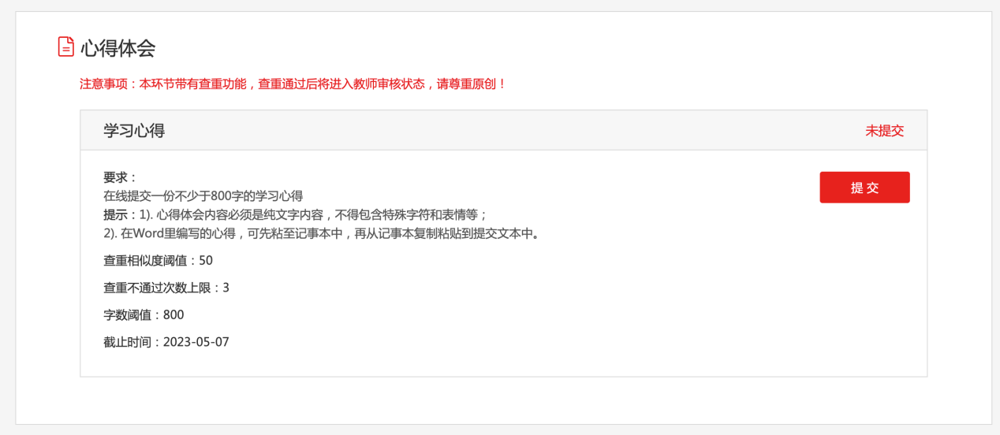 心得体会
注意事项：本环节带有查重功能，查重通过后将进入教师审核状态，请尊重原创！
学习心得
未提交
要求：
在线提交一份不少于800字的学习心得
提示：1). 心得体会内容必须是纯文字内容，不得包含特殊字符和表情等；
2). 在Word里编写的心得，可先粘至记事本中，再从记事本复制粘贴到提交文本中。
提 交
查重相似度阈值：50
查重不通过次数上限：3
字数阈值：800
截止时间：2023-05-07